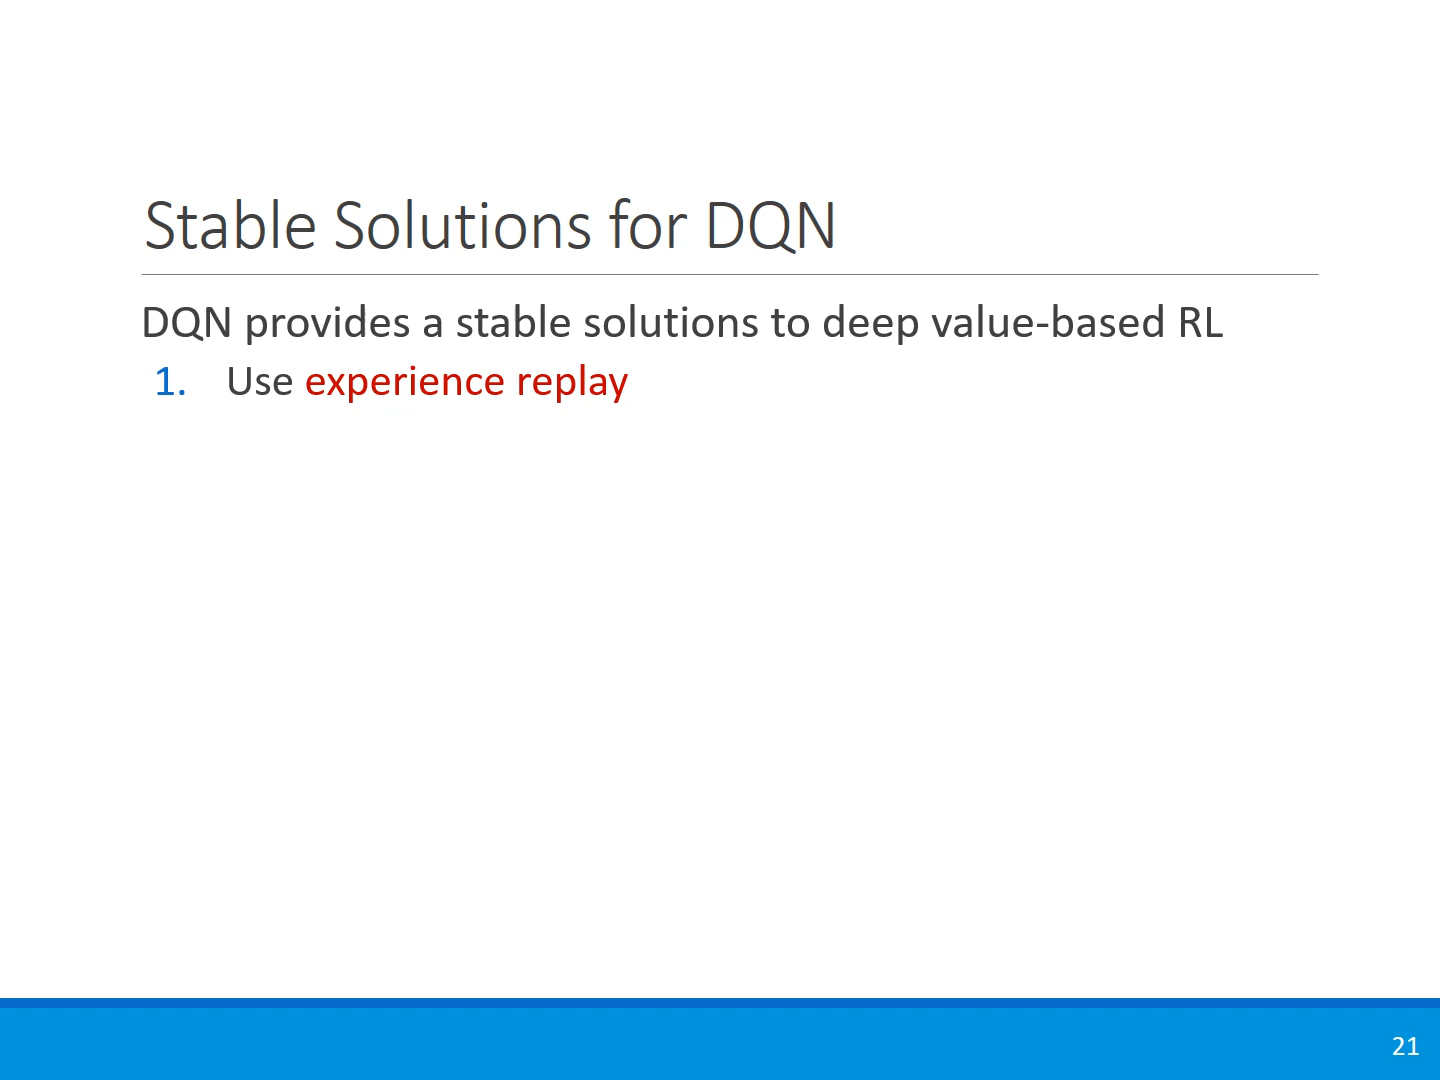 Stable Solutions for DQN
DQN provides a stable solutions to deep value-based RL
1. Use experience replay
21